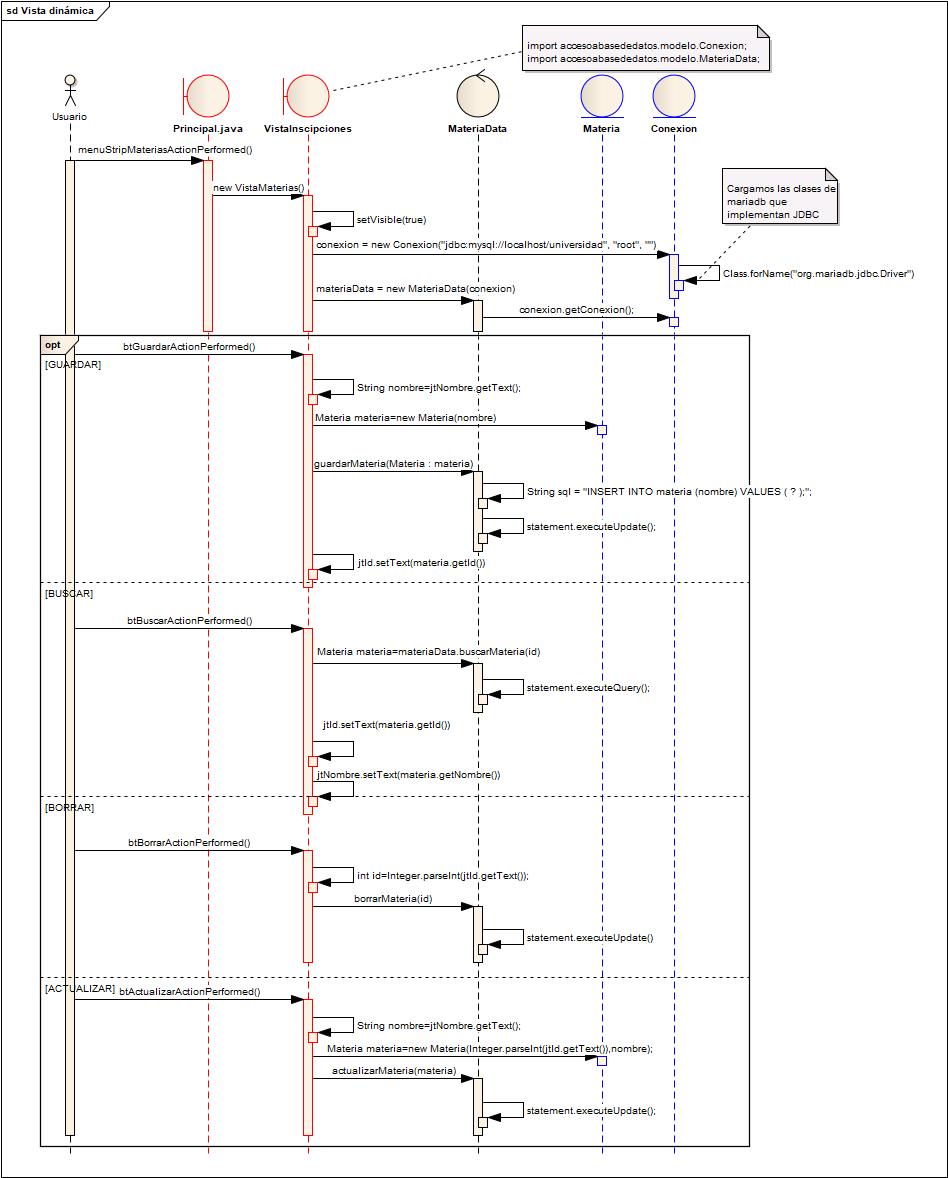 sd Vista dinámica
import accesoabasededatos.modelo.Conexion;
import accesoabasededatos.modelo.MateriaData;
Usuario
Principal.java
VistaInscipciones
MateriaData
Materia
Conexion
menuStripMateriasActionPerformed()
new VistaMaterias()
Cargamos las clases de
mariadb que
implementan JDBC
setVisible(true)
conexion = new Conexion("jdbc:mysql://localhost/universidad", "root", "")
Class.forName("org.mariadb.jdbc.Driver")
materiaData = new MateriaData(conexion)
conexion.getConexion();
opt
btGuardarActionPerformed()
[GUARDAR]
String nombre=jtNombre.getText();
Materia materia=new Materia(nombre)
guardarMateria(Materia : materia)
String sql = "INSERT INTO materia (nombre) VALUES ( ? );";
statement.executeUpdate();
jtId.setText(materia.getId())
[BUSCAR]
btBuscarActionPerformed()
Materia materia=materiaData.buscarMateria(id)
statement.executeQuery();
jtId.setText(materia.getId())
jtNombre.setText(materia.getNombre())
[BORRAR]
btBorrarActionPerformed()
int id=Integer.parseInt(jtId.getText());
borrarMateria(id)
statement.executeUpdate()
[ACTUALIZAR]
btActualizarActionPerformed()
String nombre=jtNombre.getText();
Materia materia=new Materia(Integer.parseInt(jtId.getText()),nombre);
actualizarMateria(materia)
statement.executeUpdate();